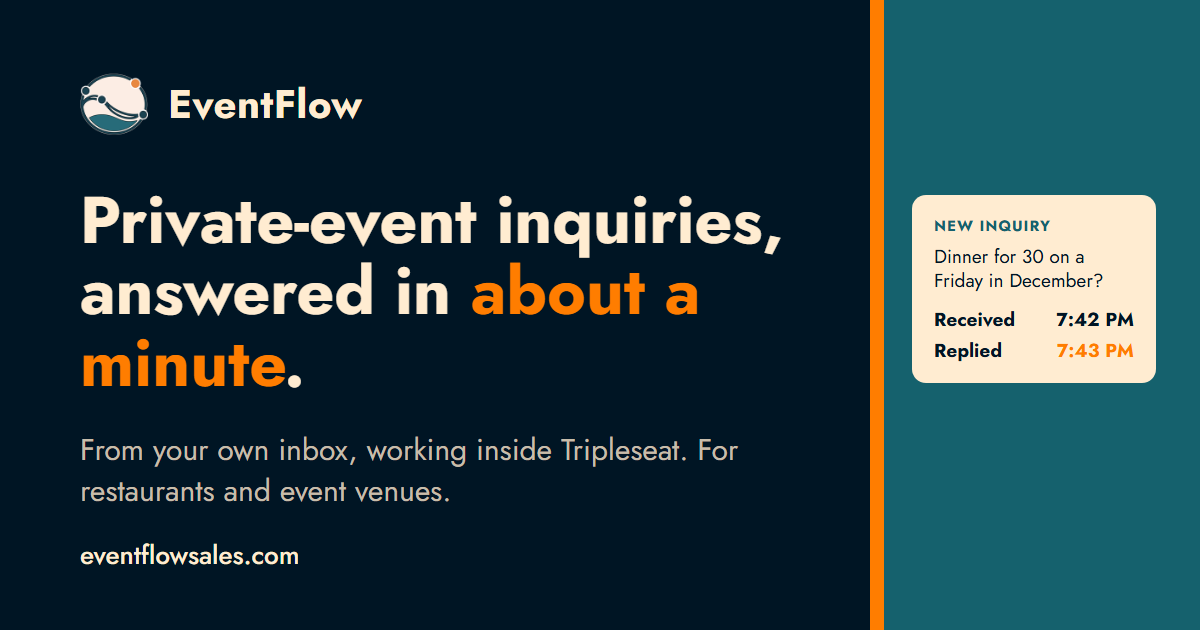 EventFlow
Private-event inquiries,
answered in about a
minute.
From your own inbox, working inside Tripleseat. For
restaurants and event venues.
eventflowsales.com
NEW INQUIRY
Dinner for 30 on a
Friday in December?
Received 7:42 PM
Replied 7:43 PM